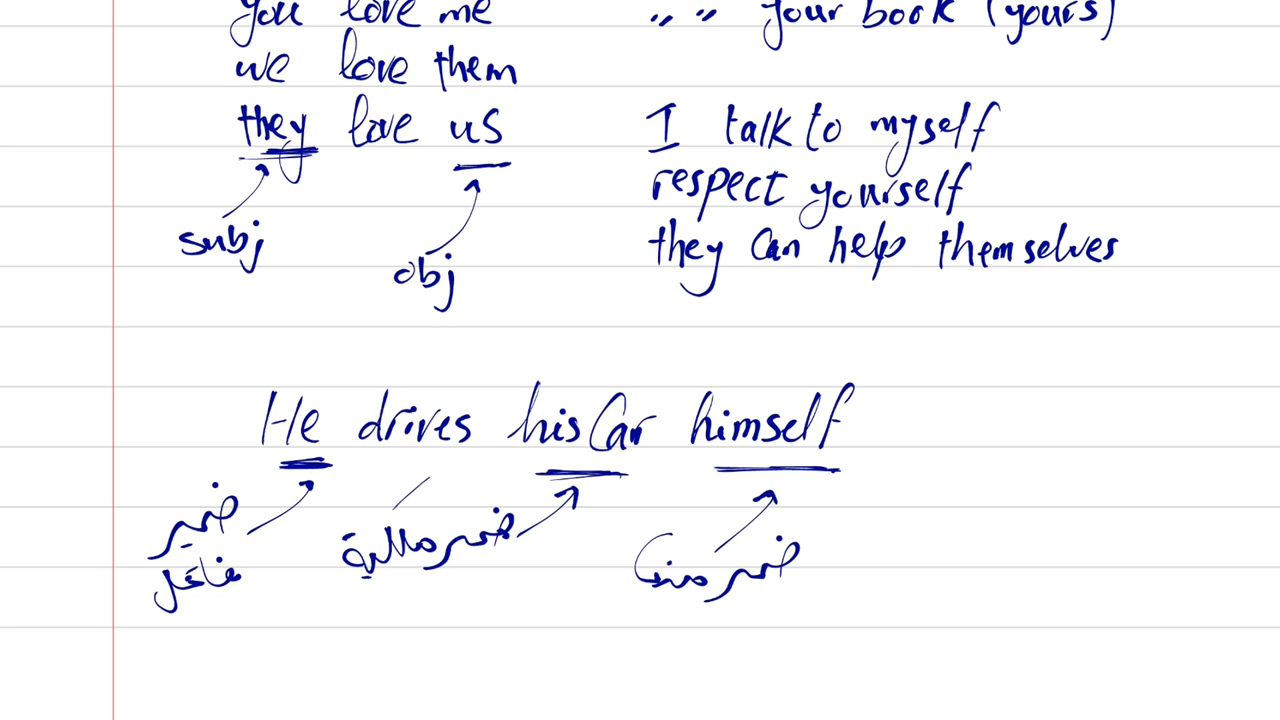 you love me
we love them
they love us
subj
obj
" " your book (yours)
I talk to myself
respect yourself
they can help themselves
He drives his Car himself
ضمير
فاعل
ضمير ملكية
ضمير